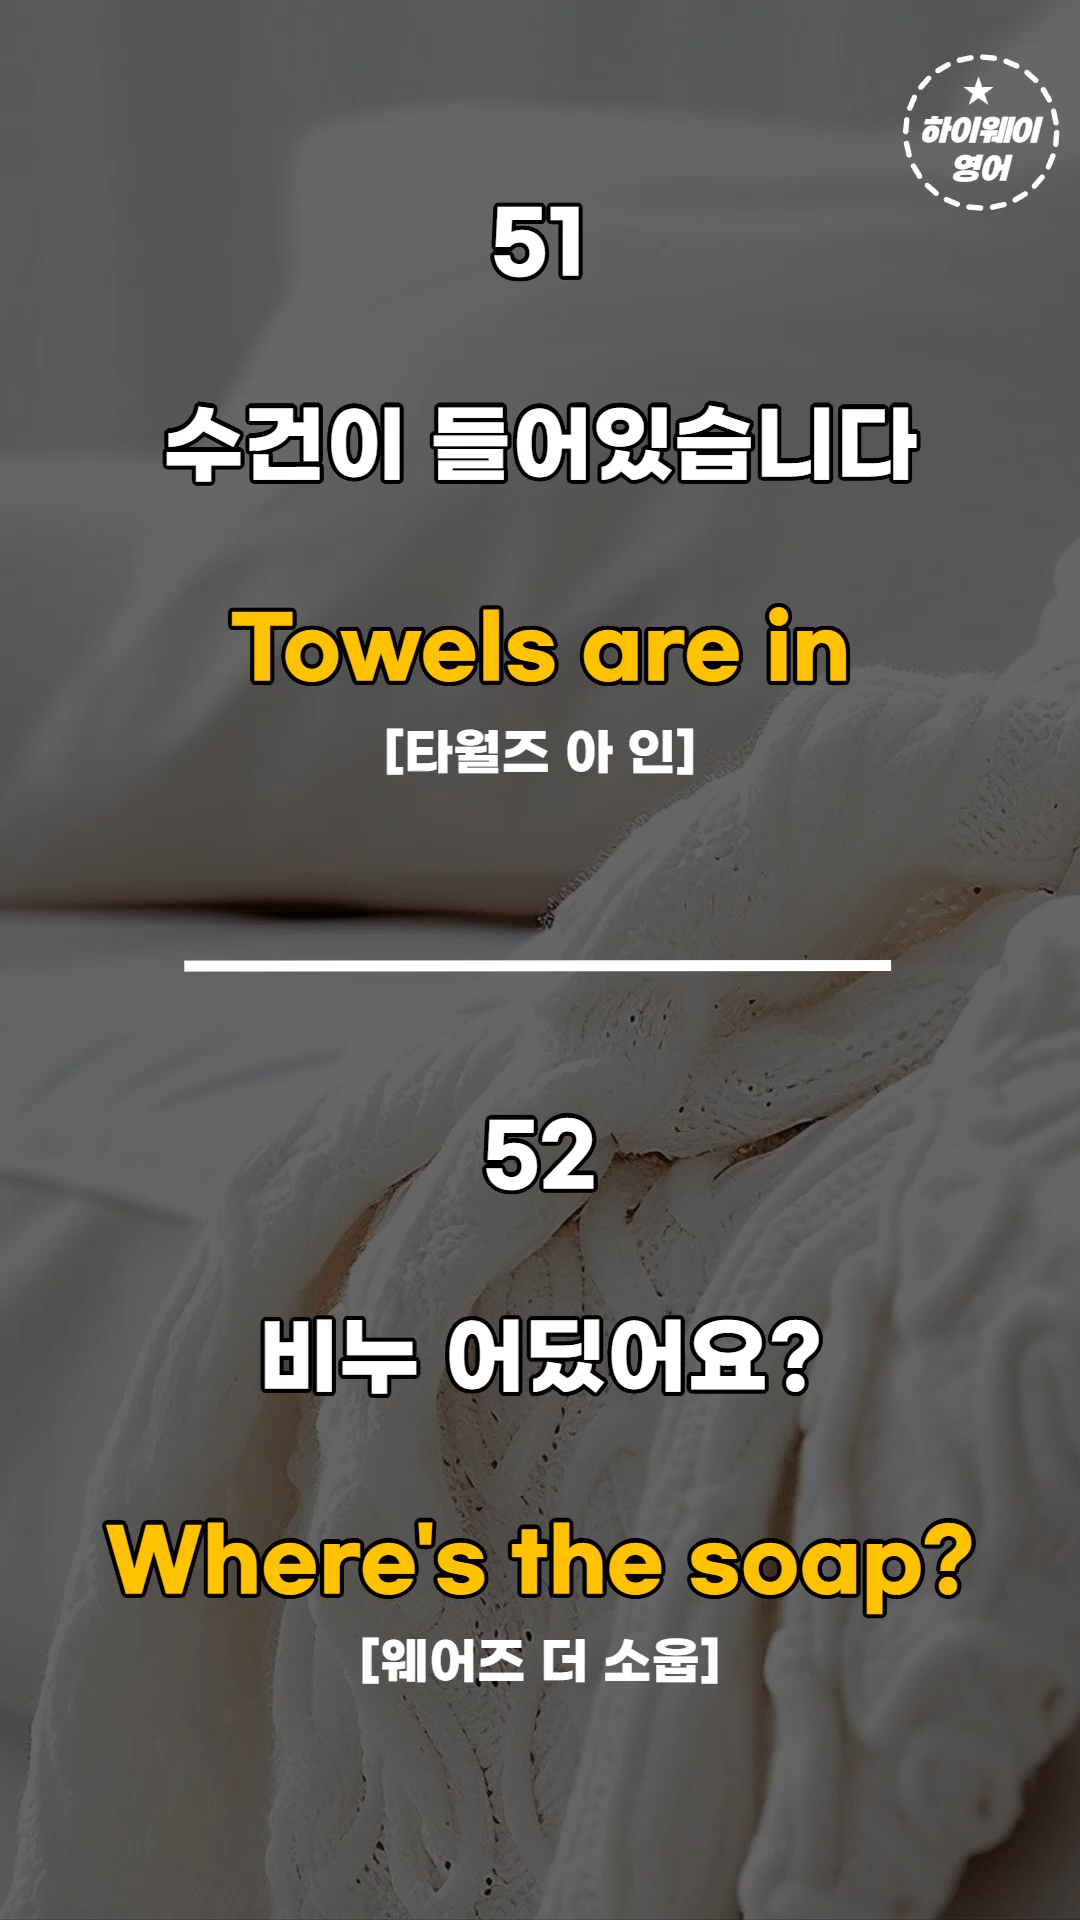 하이웨이
영어
51
수건이 들어있습니다
Towels are in
[타월즈 아 인]
52
비누 어딨어요?
Where's the soap?
[웨어즈 더 소웁]